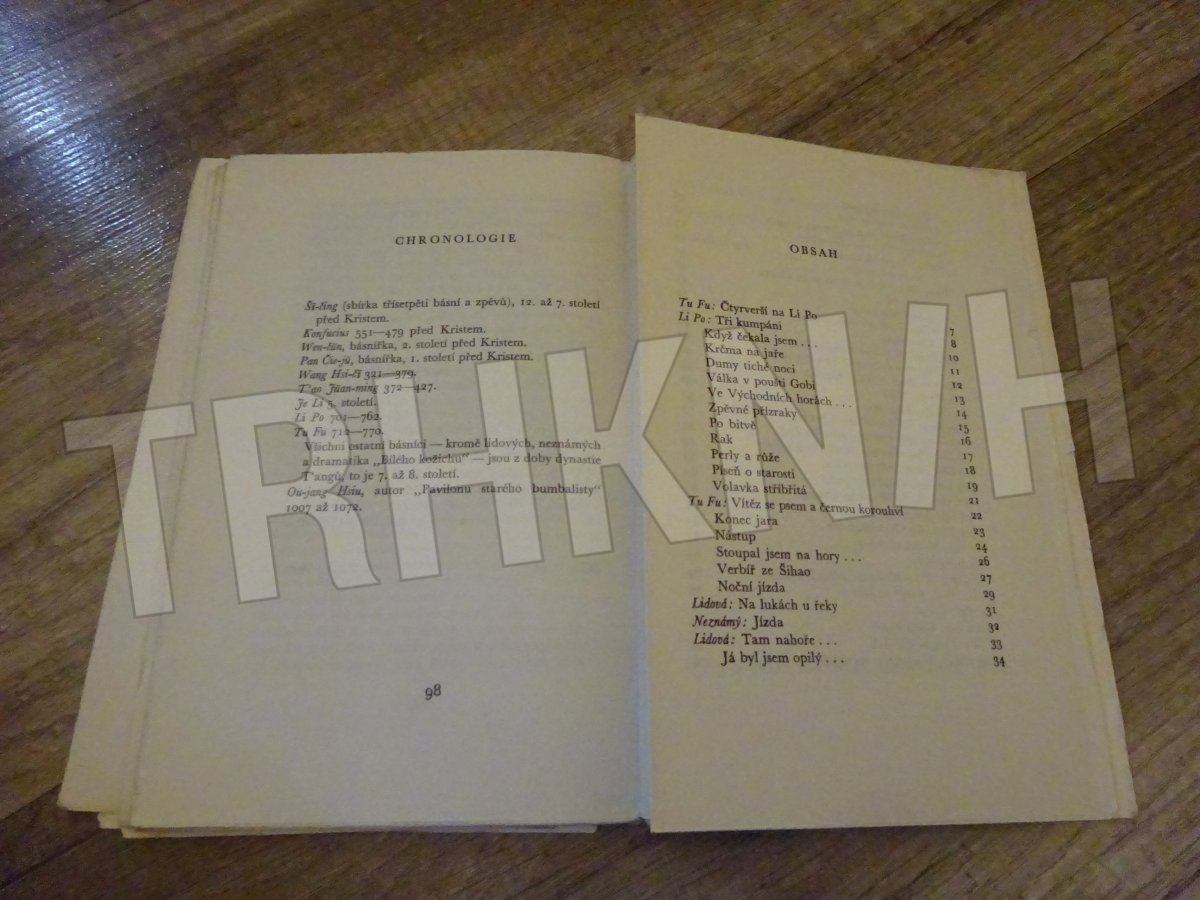 CHRONOLOGIE
Ši-ťing (sbírka třísetpěti básní a zpěvů), 12. až 7. století
před Kristem.
Konfucius 551—479 před Kristem.
Wen-čün, básnířka, 2. století před Kristem.
Pan Čie-jü, básnířka, 1. století před Kristem.
Wang Hsi-či 321—379.
T'ao Jüan-ming 372—427.
Je Li 5. století.
Li Po 701—762.
Tu Fu 712—770.
Všichni ostatní básníci — kromě lidových, neznámých
a dramatika „Bílého kožichu" — jsou z doby dynastie
T'angů, to je 7. až 8. století.
Ou-jang Hsiu, autor „Pavilonu starého bumbalisty"
1007 až 1072.
98
OBSAH
Tu Fu: Čtyrverší na Li Po 7
Li Po: Tři kumpáni 8
Když čekala jsem... 10
Krčma na jaře 11
Dumy tiché noci 12
Válka v poušti Gobi 13
Ve Východních horách... 14
Zpěvné přízraky 15
Po bitvě 16
Rak 17
Perly a růže 18
Píseň o starosti 19
Volavka stříbřitá 21
Tu Fu: Vítěz se psem a černou korouhví 22
Konec jara 23
Nástup 24
Stoupal jsem na hory... 26
Verbíř ze Šihao 27
Noční jízda 29
Lidová: Na lukách u řeky 31
Neznámý: Jízda 32
Lidová: Tam nahoře... 33
Já byl jsem opilý... 34
TRHKNIH